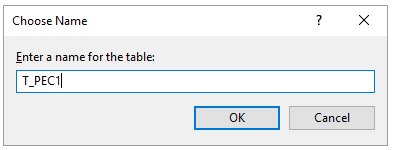 Choose Name
?
Enter a name for the table:
T_PEC1
OK Cancel